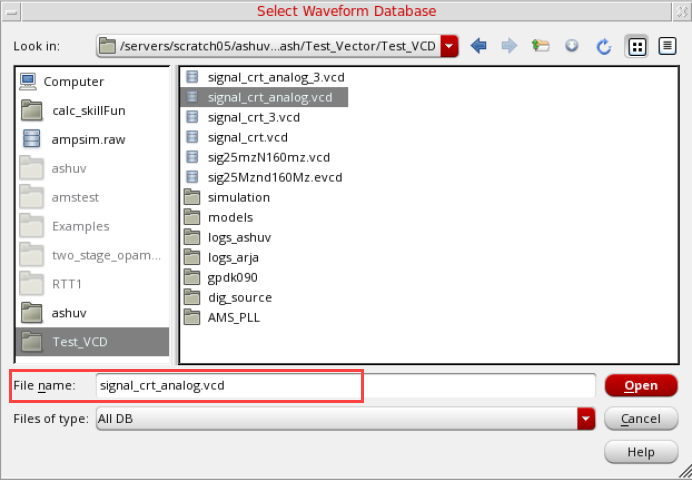 Select Waveform Database
Look in: /servers/scratch05/ashuv...ash/Test_Vector/Test_VCD
Computer
calc_skillFun
ampsim.raw
ashuv
amstest
Examples
two_stage_opam...
RTT1
ashuv
Test_VCD
signal_crt_analog_3.vcd
signal_crt_analog.vcd
signal_crt_3.vcd
signal_crt.vcd
sig25mzN160mz.vcd
sig25Mznd160Mz.evcd
simulation
models
logs_ashuv
logs_arja
gpdk090
dig_source
AMS_PLL
File name: signal_crt_analog.vcd
Open
Files of type: All DB
Cancel
Help